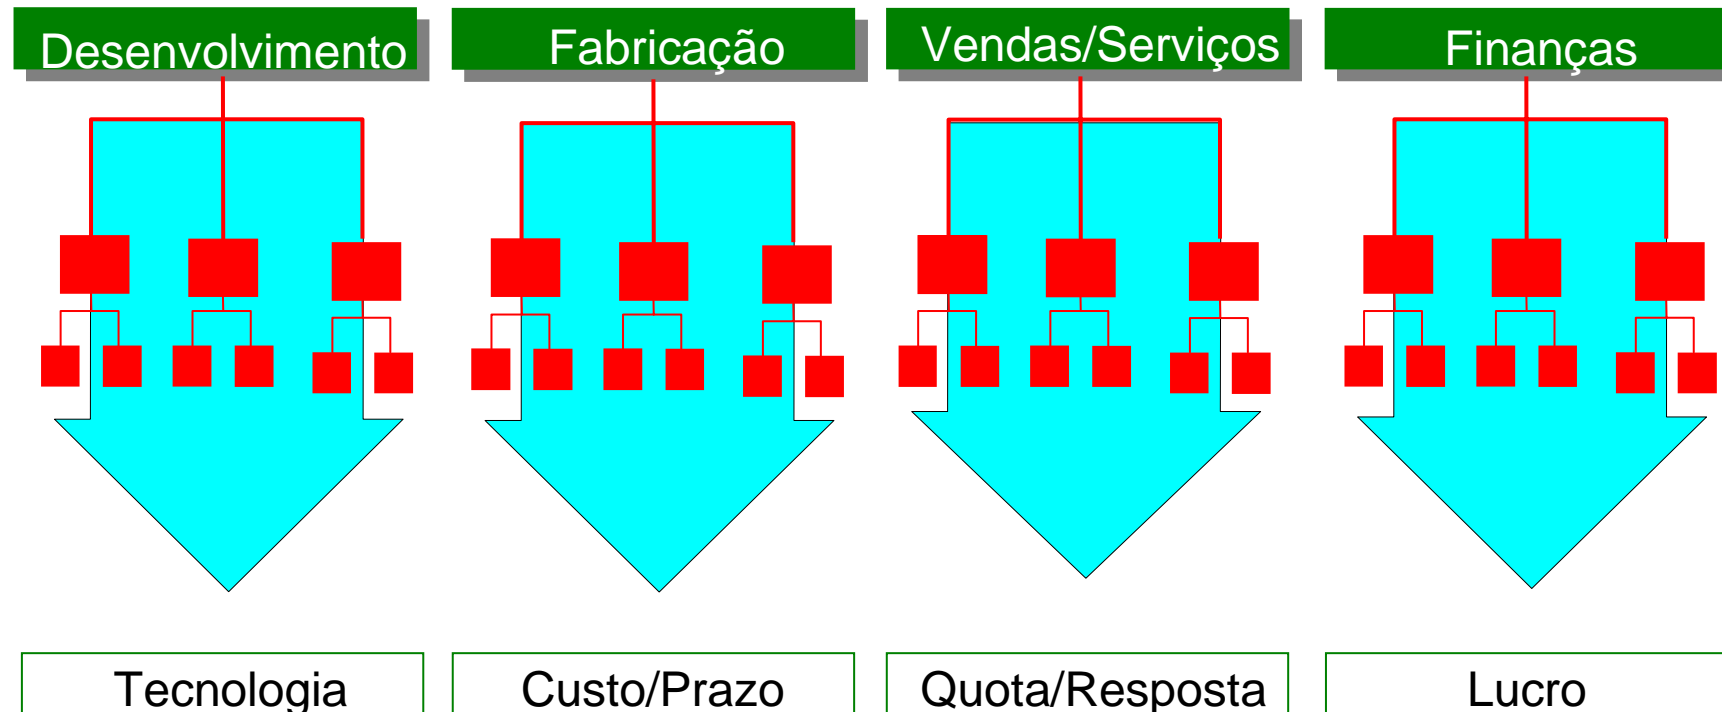 Desenvolvimento
Fabricação
Vendas/Serviços
Finanças
Tecnologia
Custo/Prazo
Quota/Resposta
Lucro